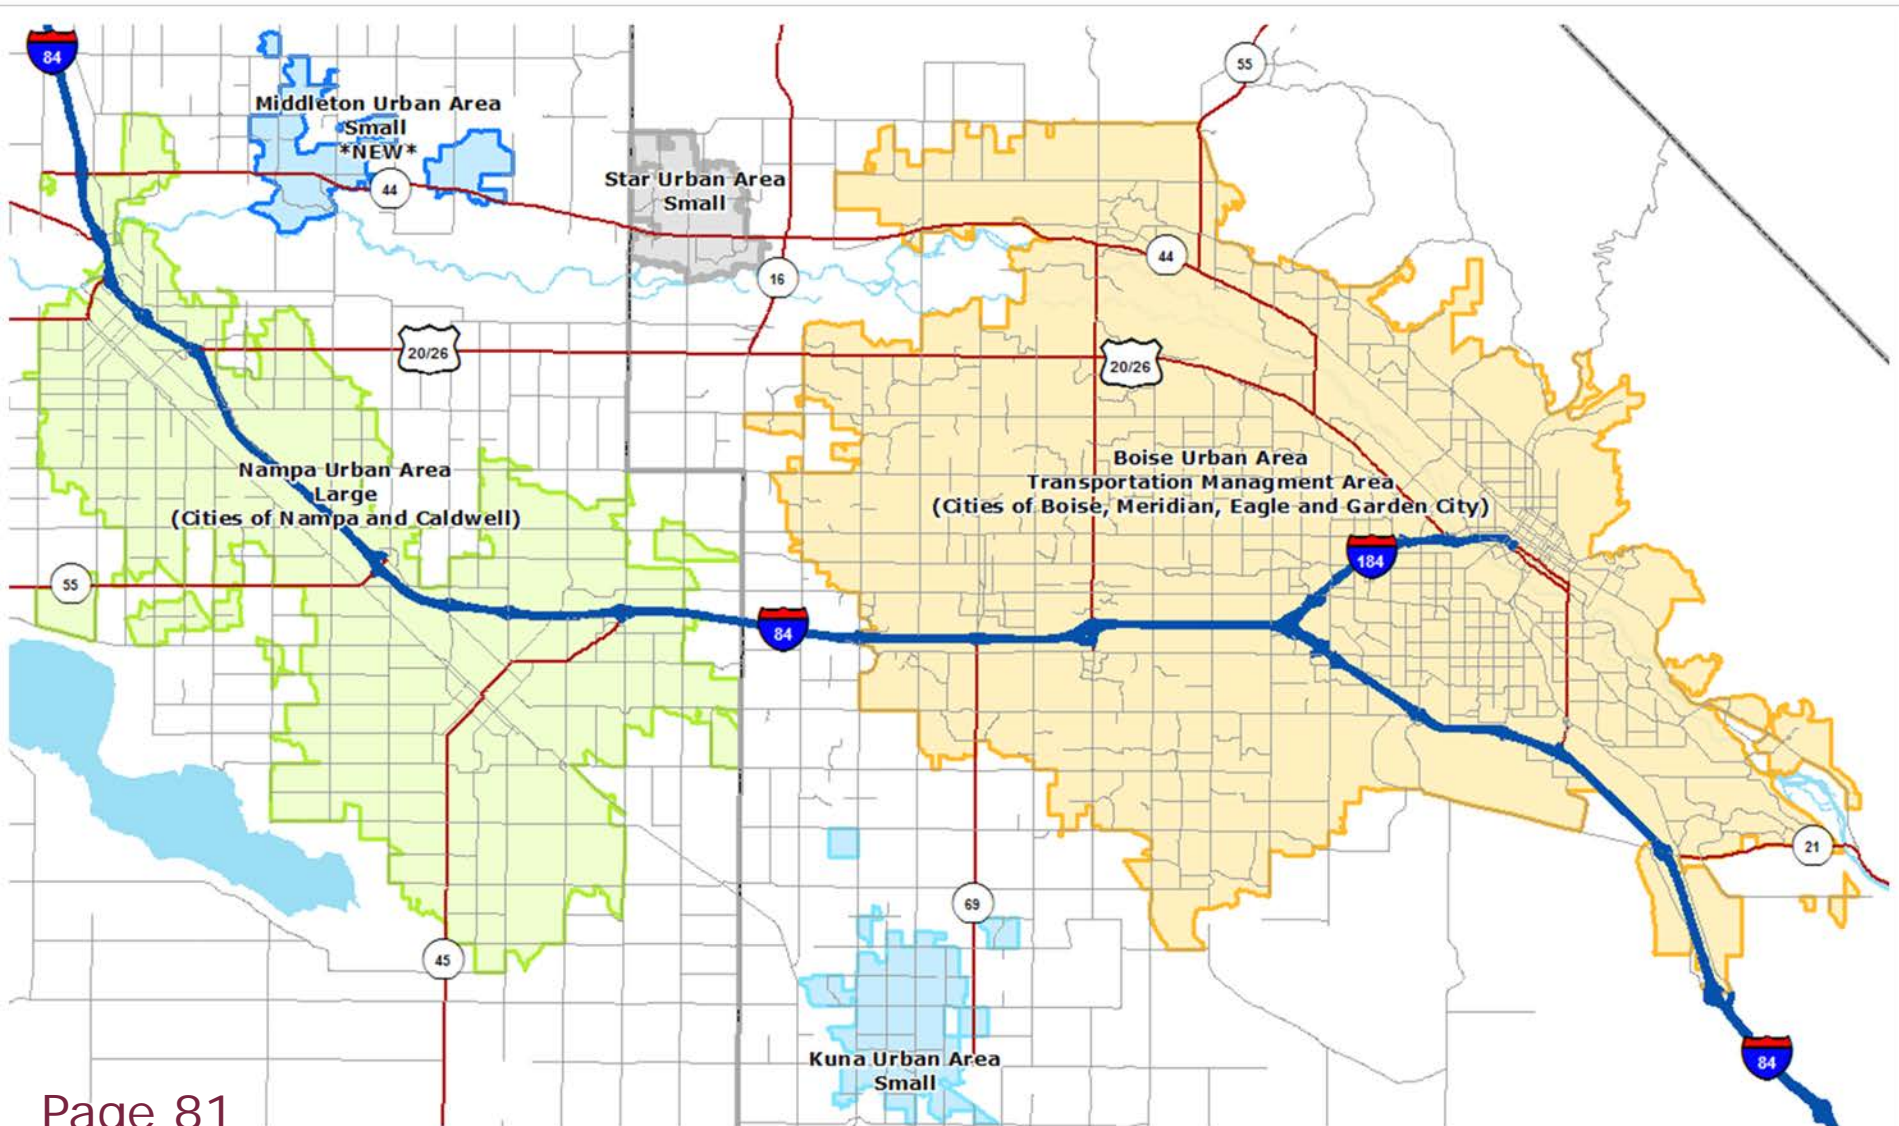 84
55
Middleton Urban Area
Small
*NEW*
44
Star Urban Area
Small
16
44
20/26
20/26
Nampa Urban Area
Large
(Cities of Nampa and Caldwell)
Boise Urban Area
Transportation Managment Area
(Cities of Boise, Meridian, Eagle and Garden City)
184
55
84
21
69
45
Kuna Urban Area
Small
84
Page 81